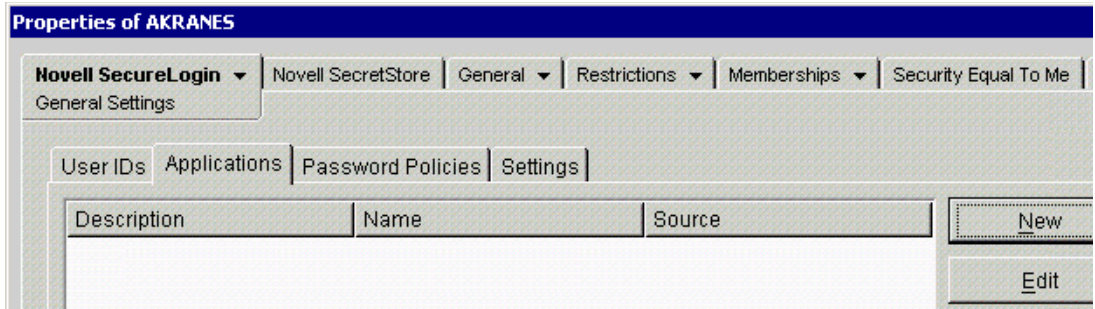 Properties of AKRANES
Novell SecureLogin Novell SecretStore General Restrictions Memberships Security Equal To Me
General Settings
User IDs Applications Password Policies Settings
Description Name Source New
Edit